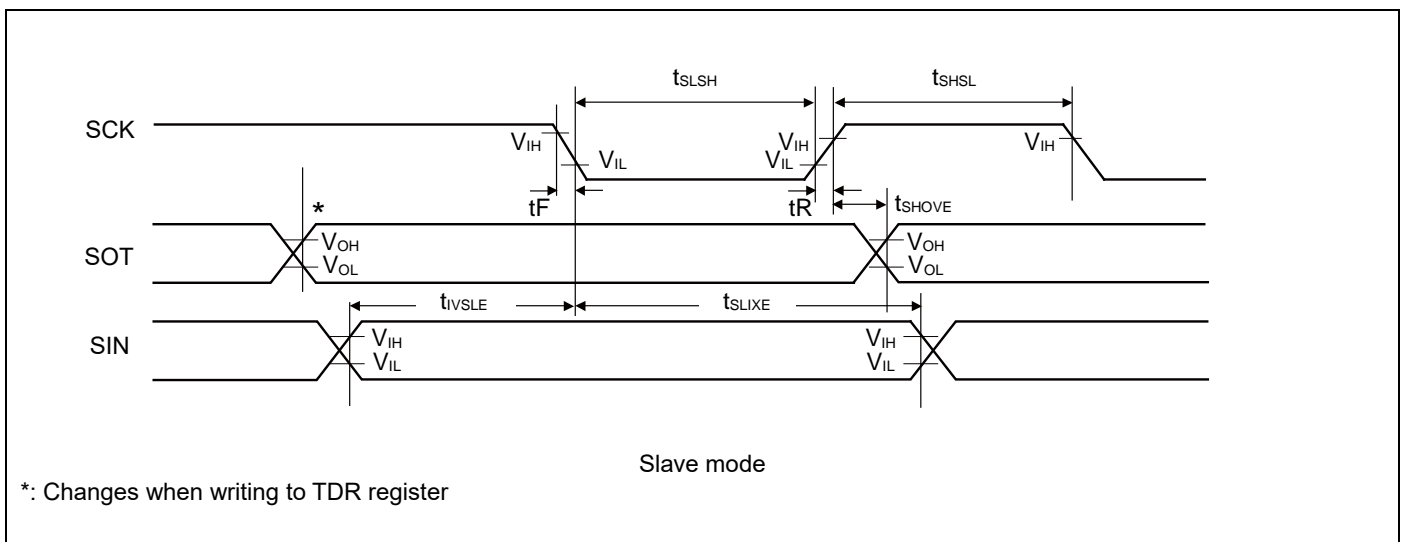 tSLSH
tSHSL
SCK
VIH
VIL
VIH
VIL
VIH
tF
tR
tSHOVE
*
SOT
VOH
VOL
VOH
VOL
tIVSLE
tSLIXE
SIN
VIH
VIL
VIH
VIL
Slave mode
*: Changes when writing to TDR register